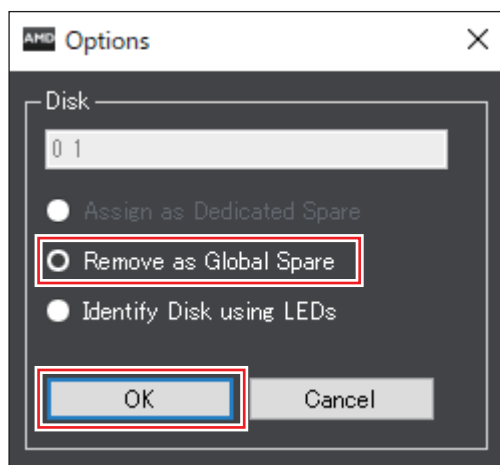 AMD Options
Disk
0 1
Assign as Dedicated Spare
Remove as Global Spare
Identify Disk using LEDs
OK Cancel